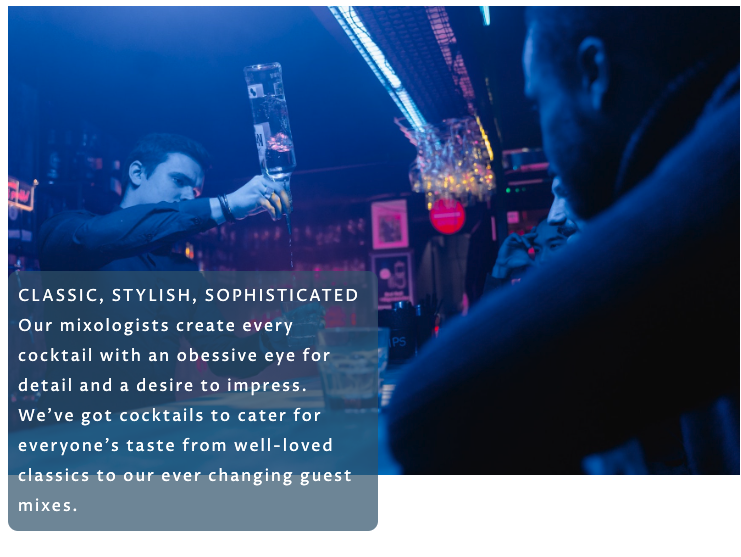 CLASSIC, STYLISH, SOPHISTICATED
Our mixologists create every
cocktail with an obessive eye for
detail and a desire to impress.
We've got cocktails to cater for
everyone's taste from well-loved
classics to our ever changing guest
mixes.